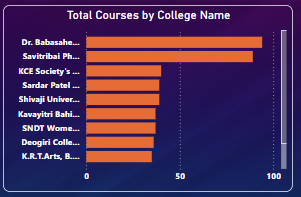 Total Courses by College Name
Dr. Babasahe...
Savitribai Ph...
KCE Society's ...
Sardar Patel ...
Shivaji Univer...
Kavayitri Bahi...
SNDT Wome...
Deogiri Colle...
K.R.T.Arts, B....
0 50 100